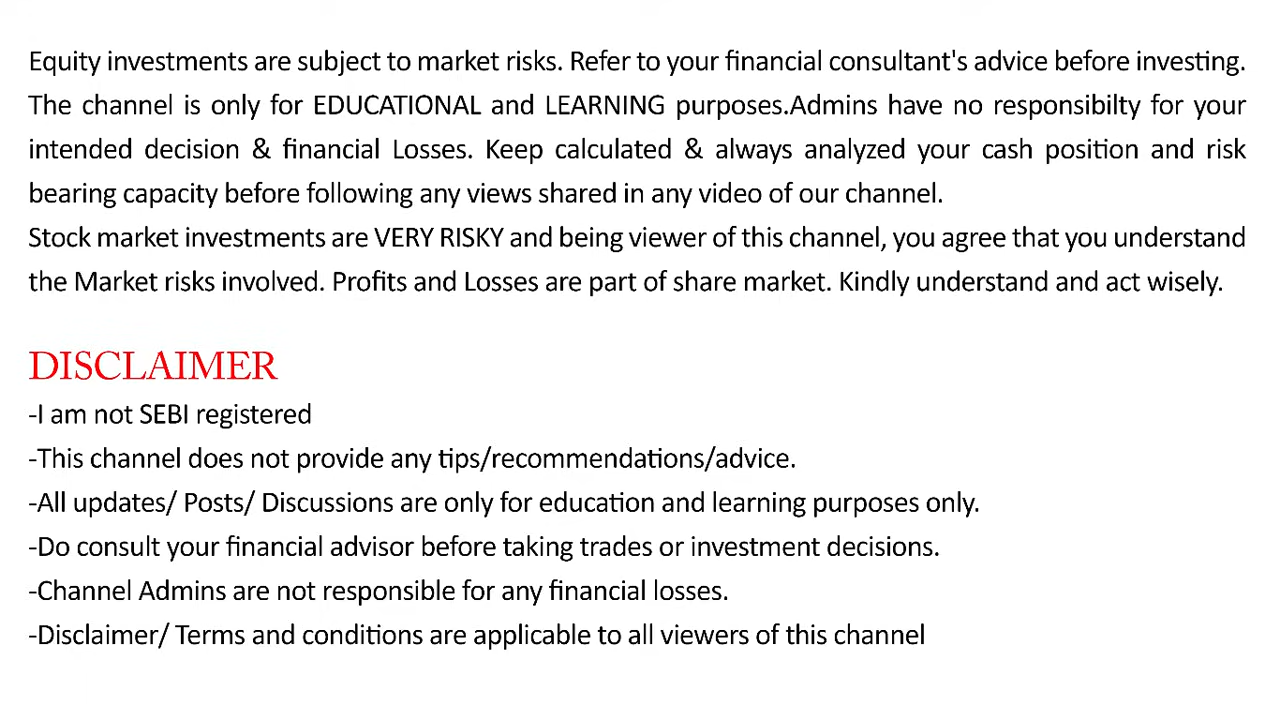 Equity investments are subject to market risks. Refer to your financial consultant's advice before investing.
The channel is only for EDUCATIONAL and LEARNING purposes.Admins have no responsibilty for your
intended decision & financial Losses. Keep calculated & always analyzed your cash position and risk
bearing capacity before following any views shared in any video of our channel.
Stock market investments are VERY RISKY and being viewer of this channel, you agree that you understand
the Market risks involved. Profits and Losses are part of share market. Kindly understand and act wisely.
DISCLAIMER
-I am not SEBI registered
-This channel does not provide any tips/recommendations/advice.
-All updates/ Posts/ Discussions are only for education and learning purposes only.
-Do consult your financial advisor before taking trades or investment decisions.
-Channel Admins are not responsible for any financial losses.
-Disclaimer/ Terms and conditions are applicable to all viewers of this channel